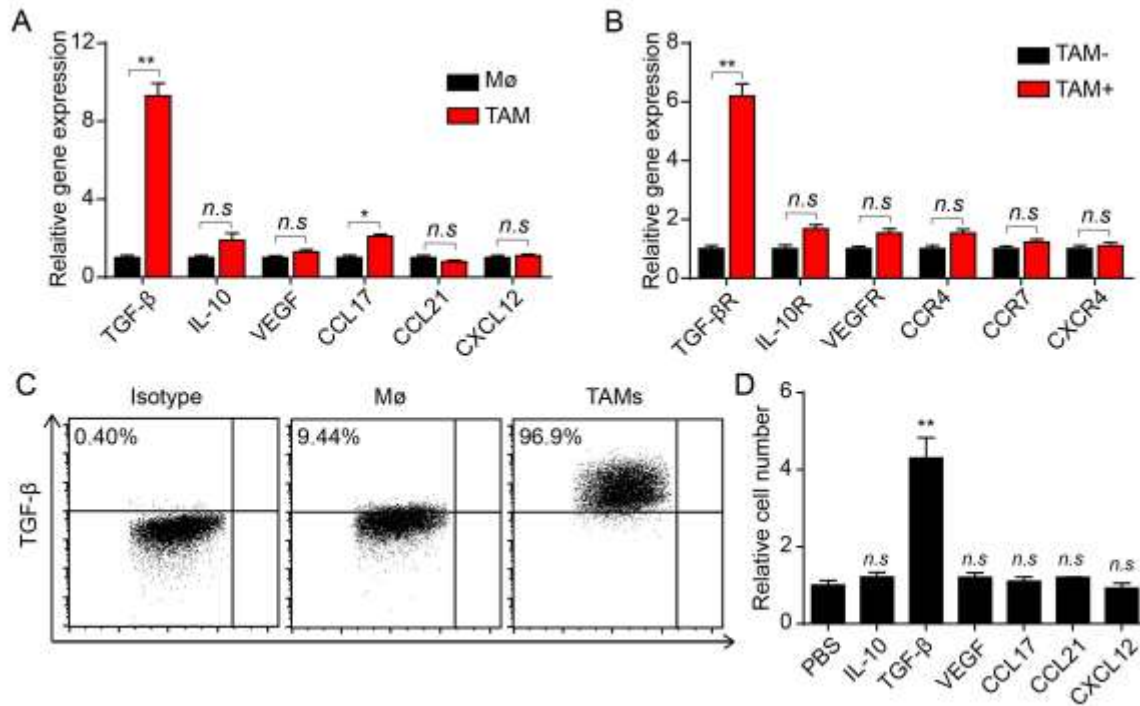 A
Relaitive gene expression
12
8
4
0
**
n.s
n.s
*
n.s
n.s
Mø
TAM
TGF-β
IL-10
VEGF
CCL17
CCL21
CXCL12
B
Relaitive gene expression
8
6
4
2
0
**
n.s
n.s
n.s
n.s
n.s
TAM-
TAM+
TGF-βR
IL-10R
VEGFR
CCR4
CCR7
CXCR4
C
Isotype
Mø
TAMs
0.40%
9.44%
96.9%
TGF-β
D
Relative cell number
6
4
2
0
n.s
**
n.s
n.s
n.s
n.s
PBS
IL-10
TGF-β
VEGF
CCL17
CCL21
CXCL12